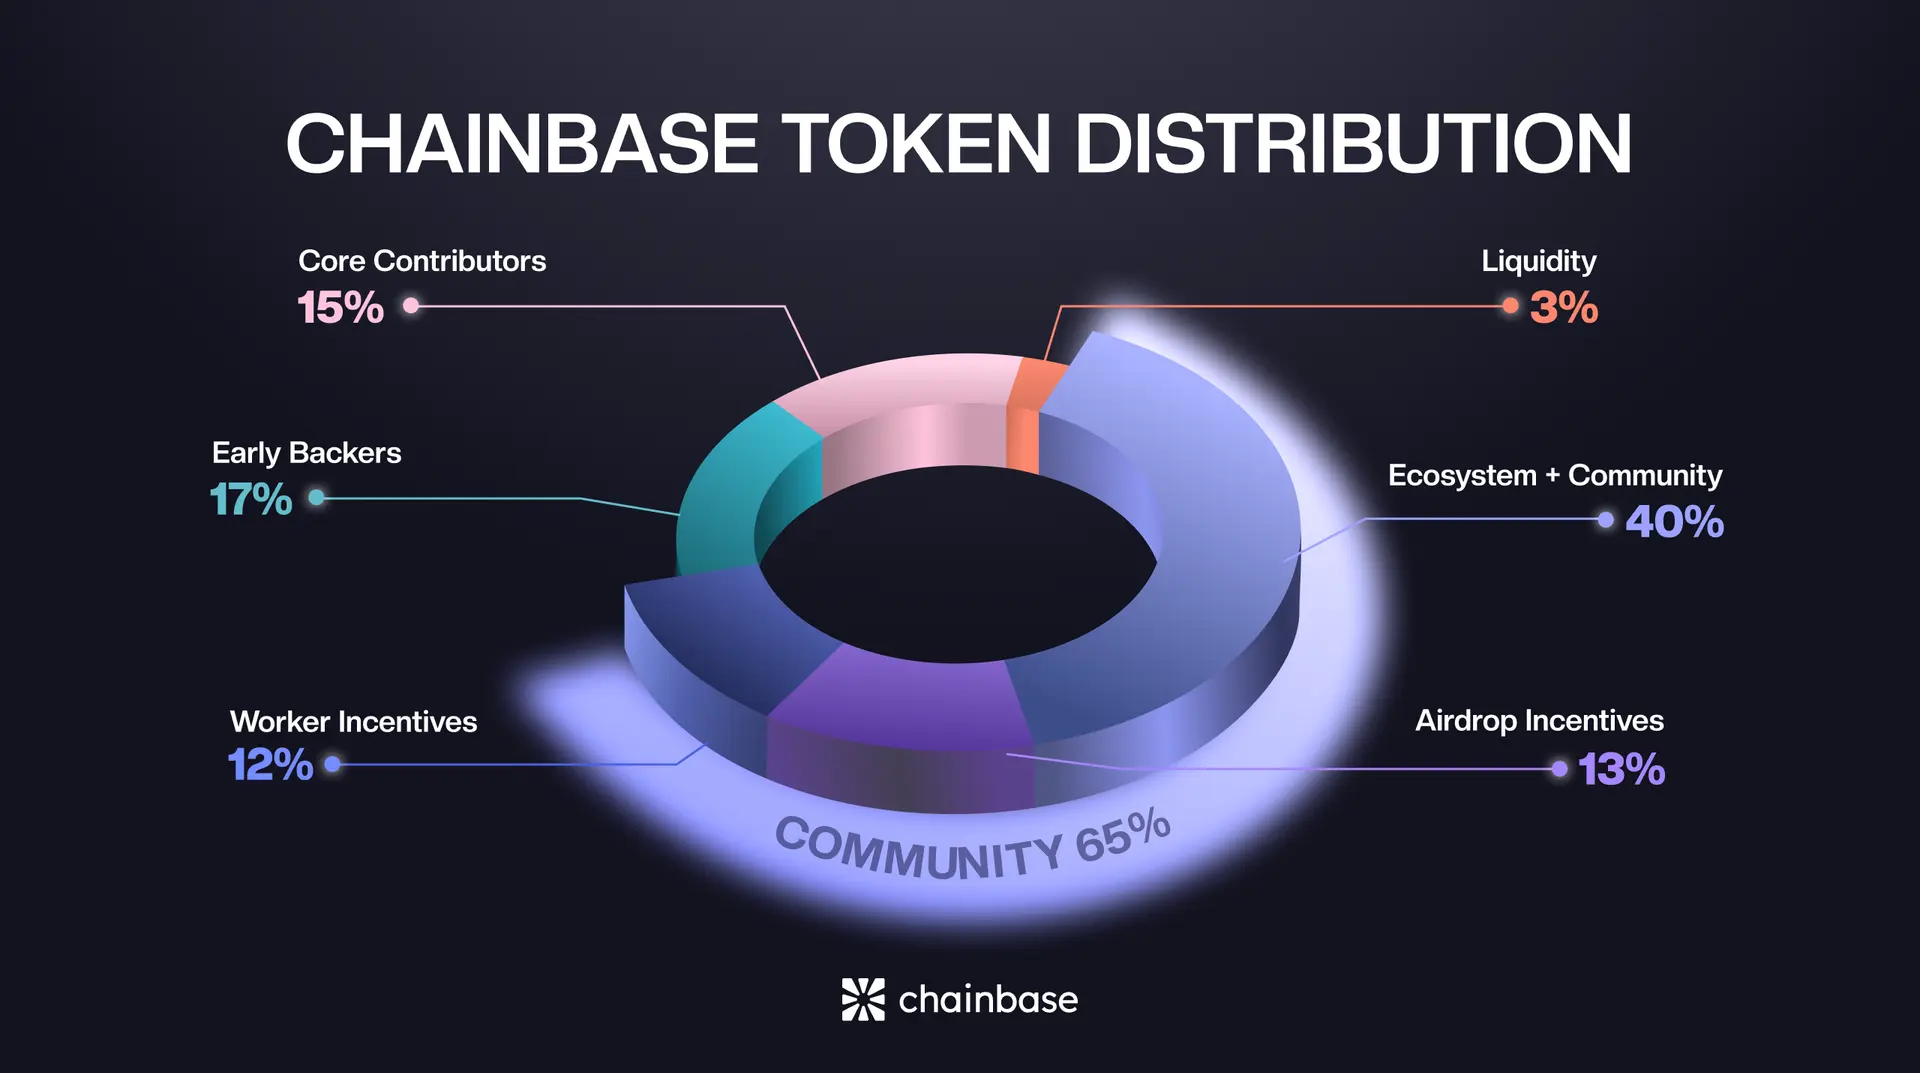 CHAINBASE TOKEN DISTRIBUTION
Core Contributors
15%
Liquidity
3%
Early Backers
17%
Ecosystem + Community
40%
Worker Incentives
12%
Airdrop Incentives
13%
COMMUNITY 65%
chainbase